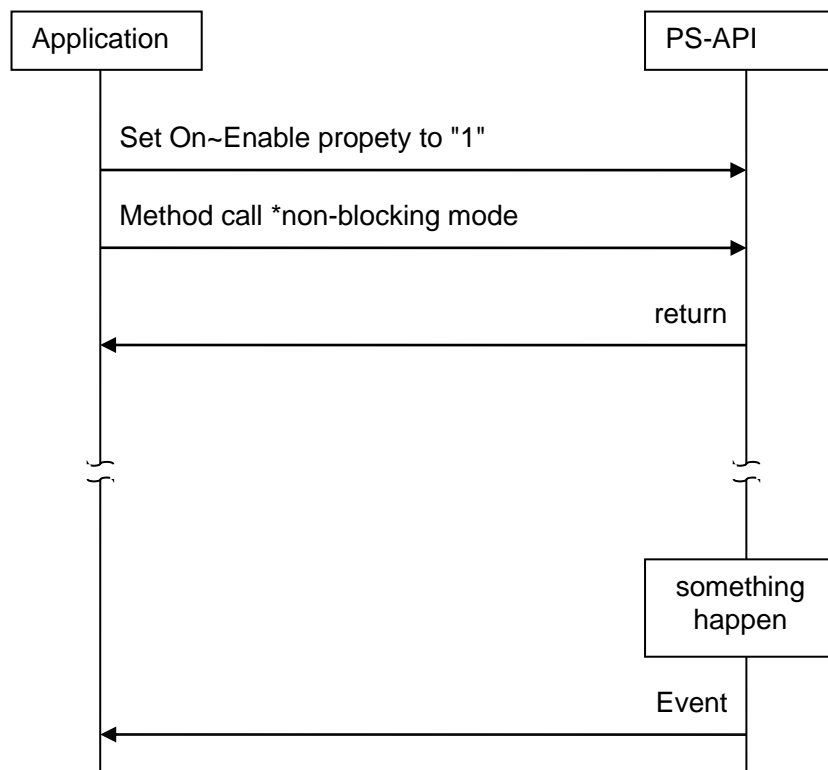 Application
PS-API
Set On~Enable propety to "1"
Method call *non-blocking mode
return
something
happen
Event